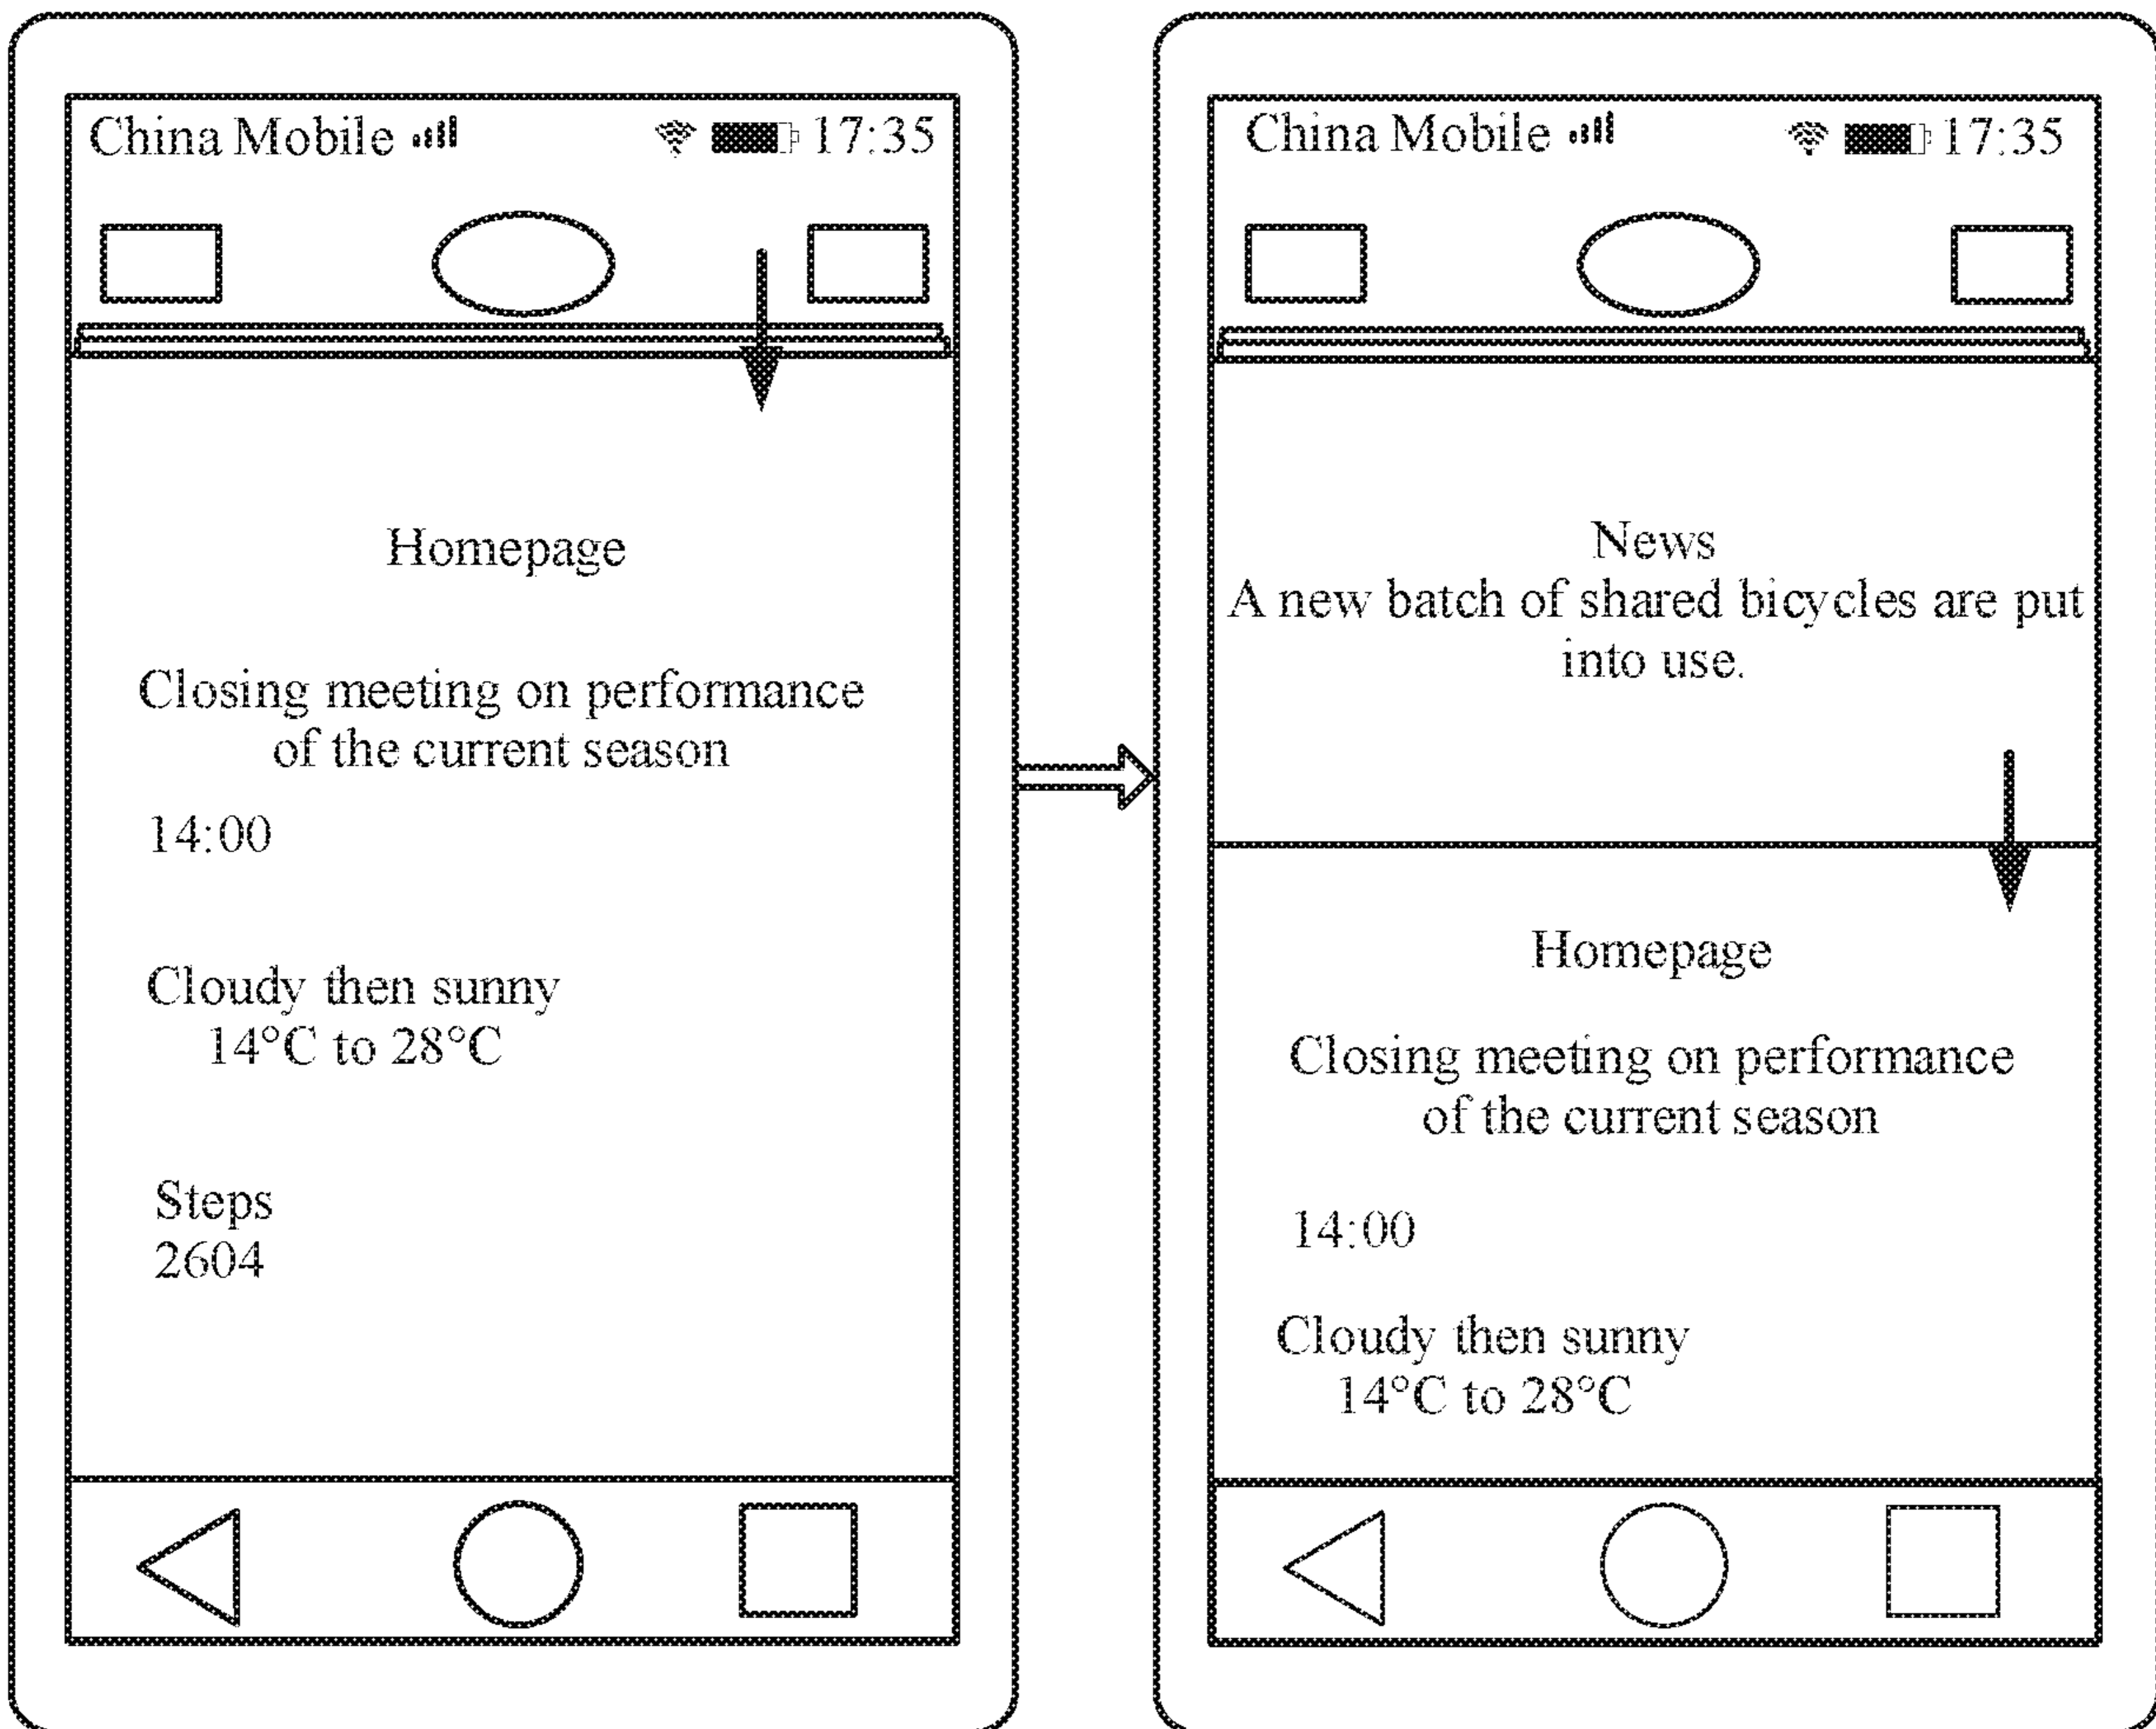 China Mobile 17:35
Homepage
Closing meeting on performance
of the current season
14:00
Cloudy then sunny
14°C to 28°C
Steps
2604
China Mobile 17:35
News
A new batch of shared bicycles are put
into use.
Homepage
Closing meeting on performance
of the current season
14:00
Cloudy then sunny
14°C to 28°C